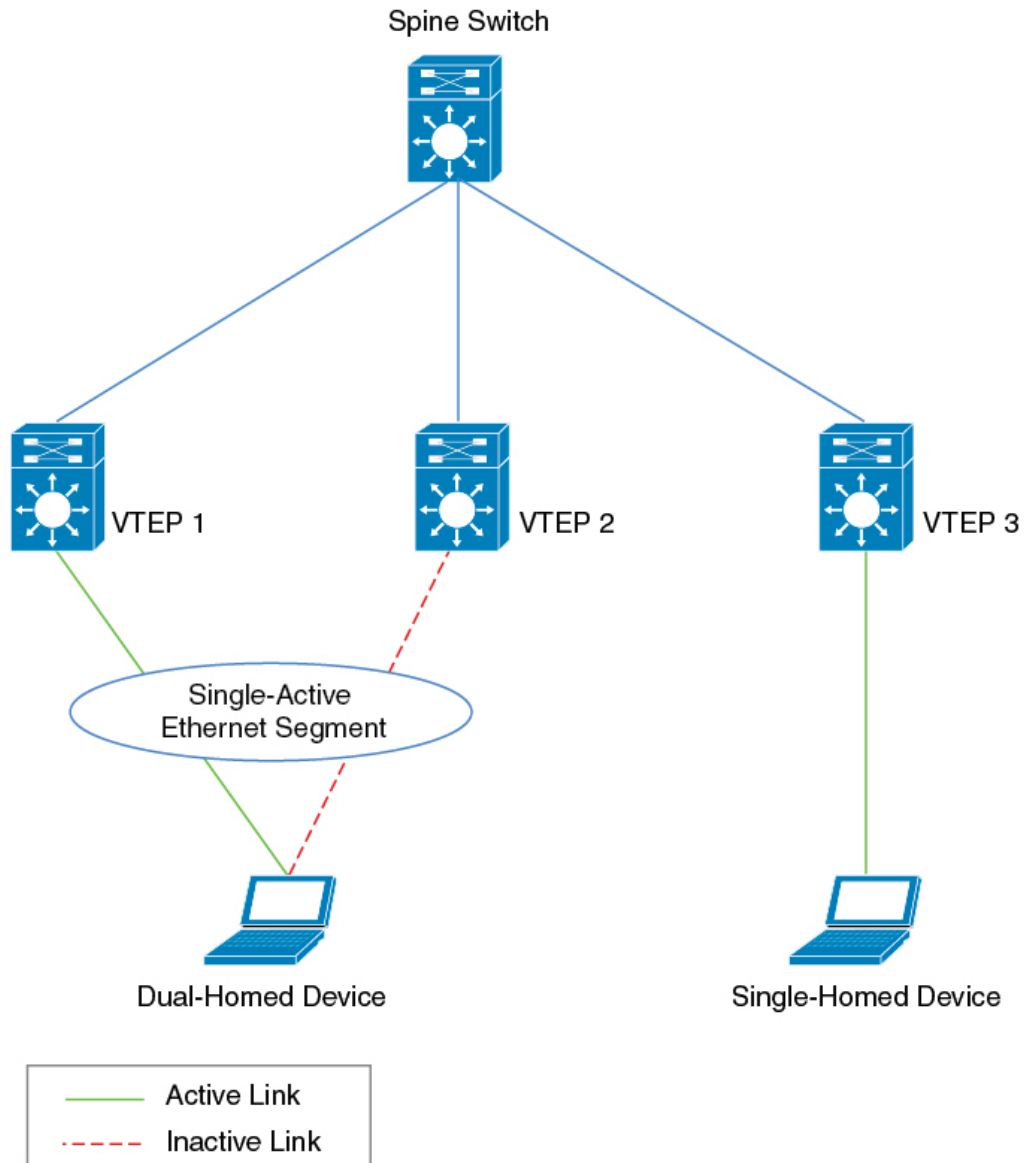 Spine Switch
VTEP 1
VTEP 2
VTEP 3
Single-Active
Ethernet Segment
Dual-Homed Device
Single-Homed Device
Active Link
Inactive Link